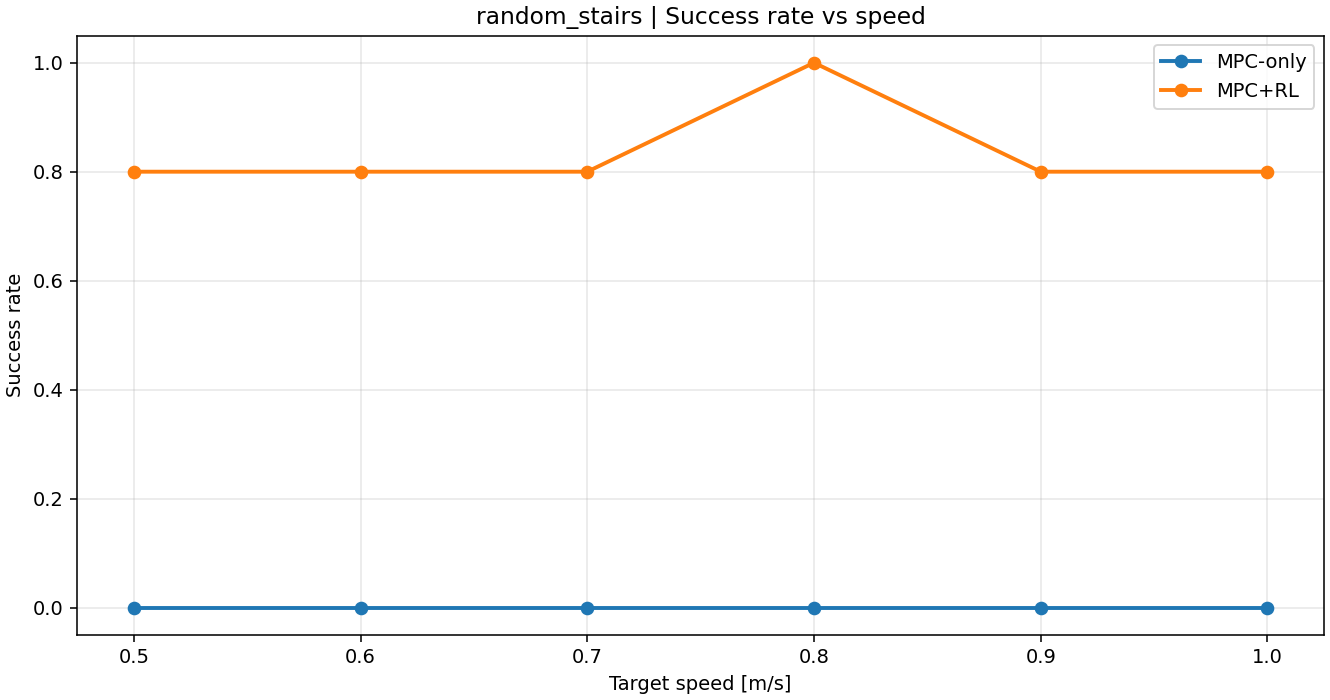 random_stairs | Success rate vs speed
MPC-only
MPC+RL
Success rate
1.0
0.8
0.6
0.4
0.2
0.0
0.5 0.6 0.7 0.8 0.9 1.0
Target speed [m/s]